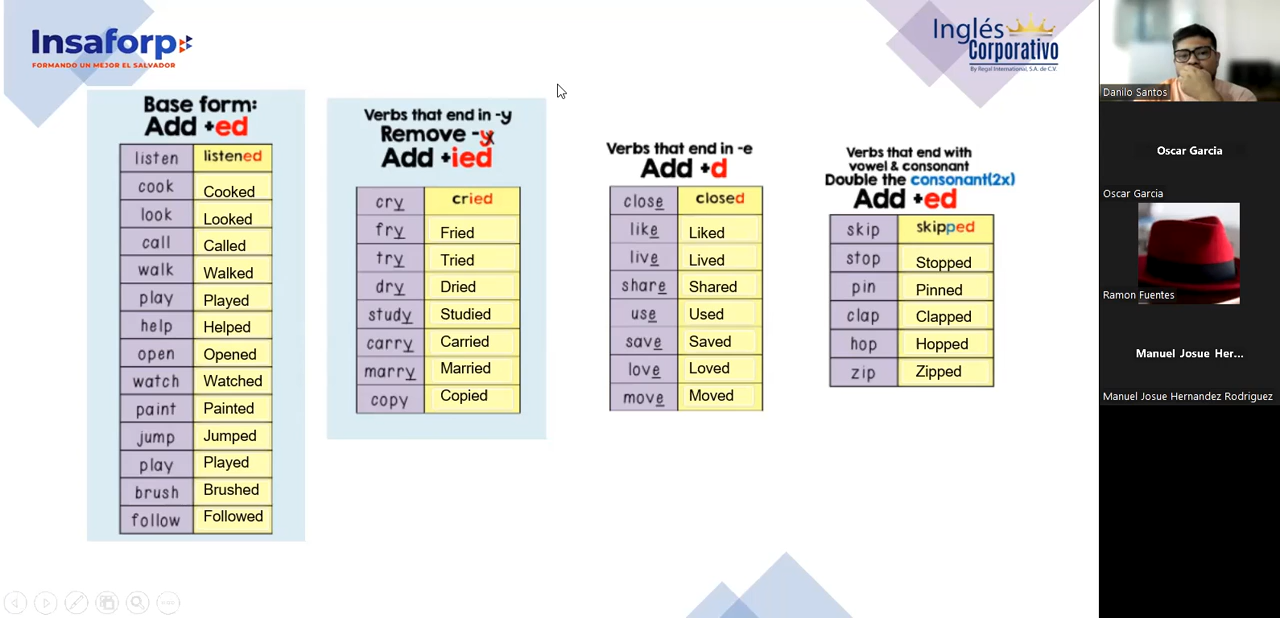 Insaforp
FORMANDO UN MEJOR EL SALVADOR
Inglés
Corporativo
By Regal International, S.A. de C.V.
Base form:
Add +ed
listen listened
cook Cooked
look Looked
call Called
walk Walked
play Played
help Helped
open Opened
watch Watched
paint Painted
jump Jumped
play Played
brush Brushed
follow Followed
Verbs that end in -y
Remove -y
Add +ied
cry cried
fry Fried
try Tried
dry Dried
study Studied
carry Carried
marry Married
copy Copied
Verbs that end in -e
Add +d
close closed
like Liked
live Lived
share Shared
use Used
save Saved
love Loved
move Moved
Verbs that end with
vowel & consonant
Double the consonant(2x)
Add +ed
skip skipped
stop Stopped
pin Pinned
clap Clapped
hop Hopped
zip Zipped
Danilo Santos
Oscar Garcia
Oscar Garcia
Ramon Fuentes
Manuel Josue Her...
Manuel Josue Hernandez Rodriguez